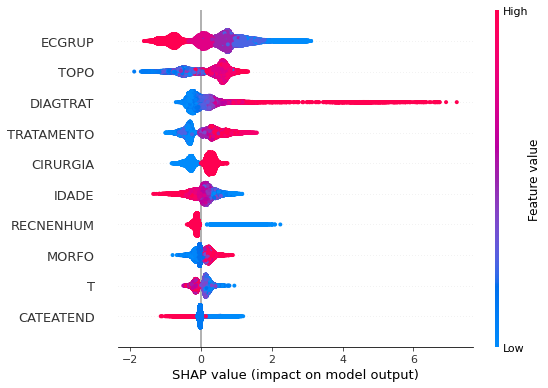 High
ECGRUP
TOPO
DIAGTRAT
TRATAMENTO
CIRURGIA
IDADE
RECNENHUM
MORFO
T
CATEATEND
Feature value
Low
−2 0 2 4 6
SHAP value (impact on model output)